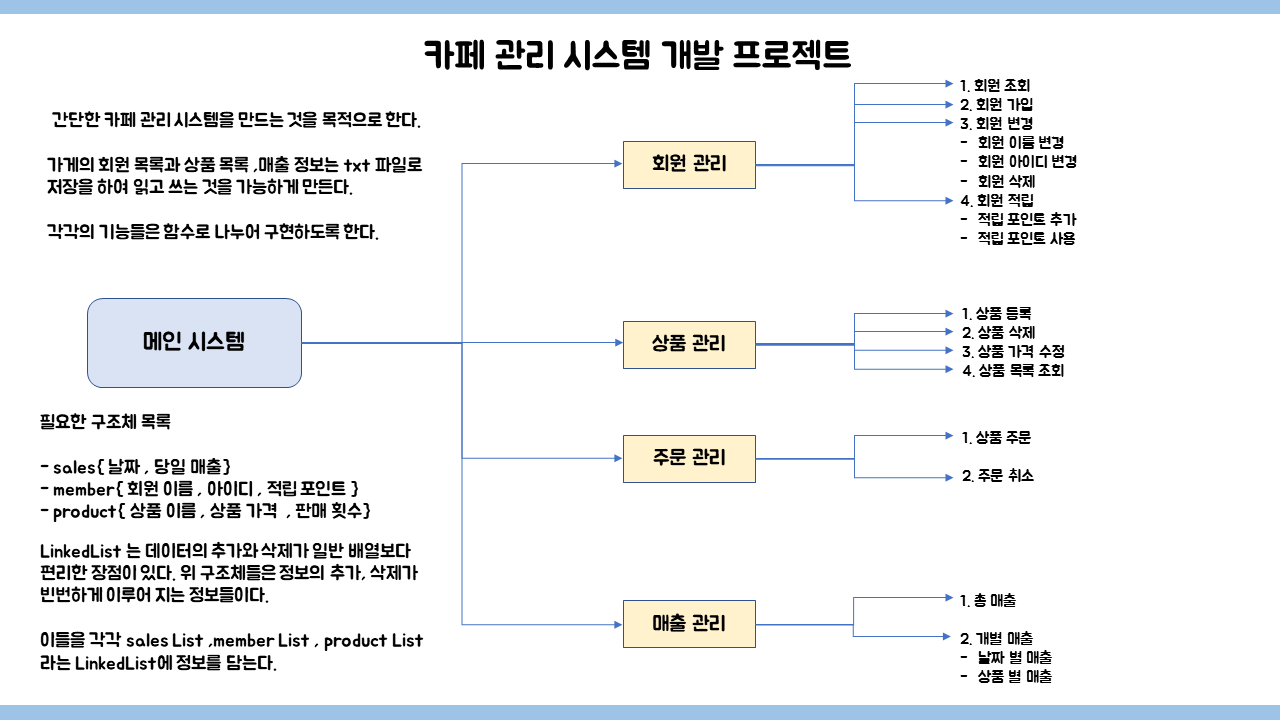 카페 관리 시스템 개발 프로젝트
간단한 카페 관리 시스템을 만드는 것을 목적으로 한다.
가게의 회원 목록과 상품 목록 ,매출 정보는 txt 파일로
저장을 하여 읽고 쓰는 것을 가능하게 만든다.
각각의 기능들은 함수로 나누어 구현하도록 한다.
메인 시스템
필요한 구조체 목록
- sales{ 날짜 , 당일 매출}
- member{ 회원 이름 , 아이디 , 적립 포인트 }
- product{ 상품 이름 , 상품 가격 , 판매 횟수}
LinkedList 는 데이터의 추가와 삭제가 일반 배열보다
편리한 장점이 있다. 위 구조체들은 정보의 추가, 삭제가
빈번하게 이루어 지는 정보들이다.
이들을 각각 sales List ,member List , product List
라는 LinkedList에 정보를 담는다.
회원 관리
1. 회원 조회
2. 회원 가입
3. 회원 변경
- 회원 이름 변경
- 회원 아이디 변경
- 회원 삭제
4. 회원 적립
- 적립 포인트 추가
- 적립 포인트 사용
상품 관리
1. 상품 등록
2. 상품 삭제
3. 상품 가격 수정
4. 상품 목록 조회
주문 관리
1. 상품 주문
2. 주문 취소
매출 관리
1. 총 매출
2. 개별 매출
- 날짜 별 매출
- 상품 별 매출